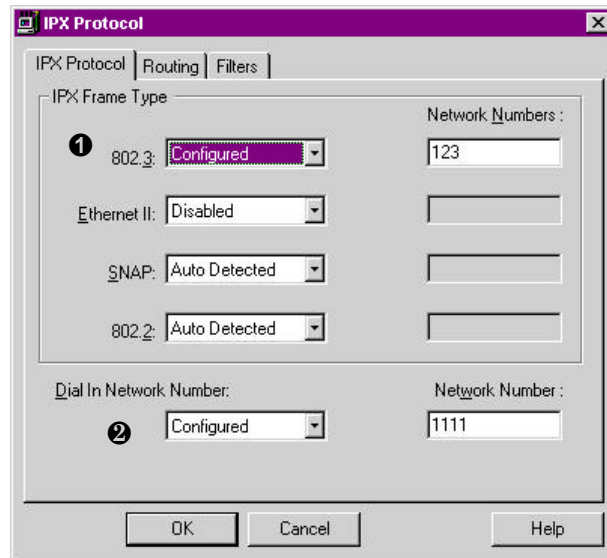 IPX Protocol
IPX Protocol Routing Filters
IPX Frame Type
Network Numbers :
❶ 802.3: Configured 123
Ethernet II: Disabled
SNAP: Auto Detected
802.2: Auto Detected
Dial In Network Number: Network Number :
❷ Configured 1111
OK Cancel Help